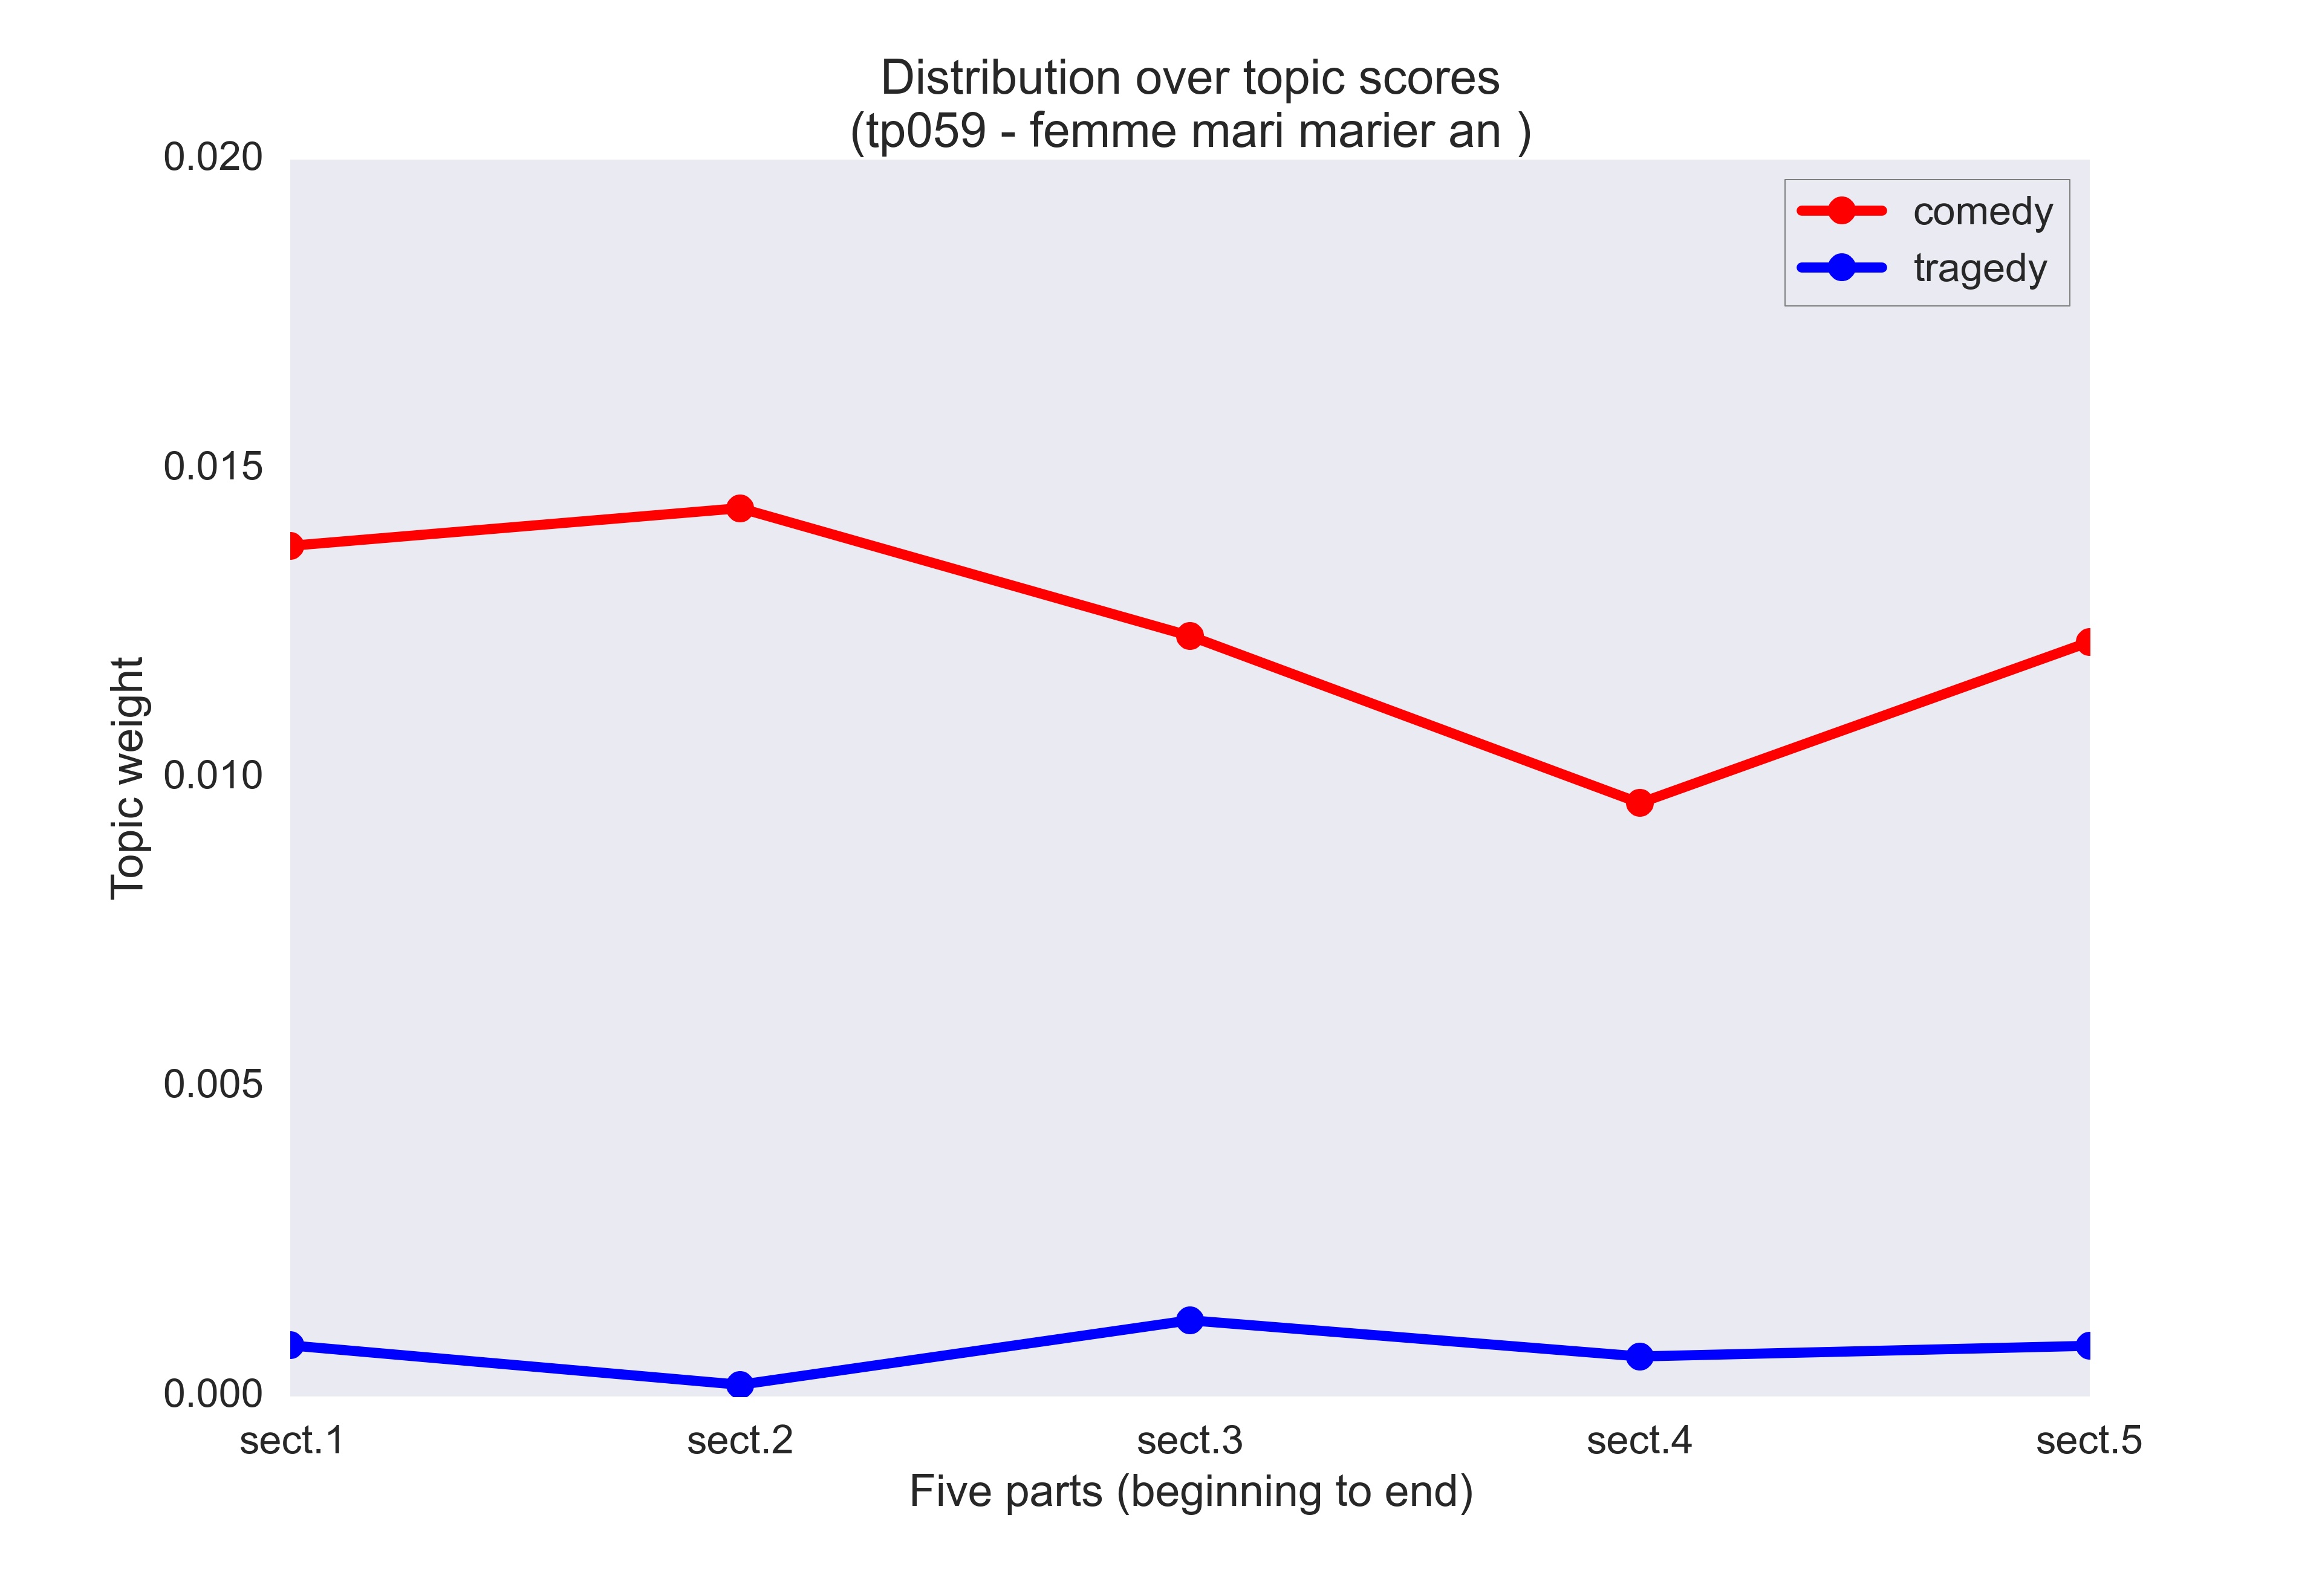 Distribution over topic scores
(tp059 - femme mari marier an )
0.020
0.015
0.010
0.005
0.000
Topic weight
comedy
tragedy
sect.1
sect.2
sect.3
sect.4
sect.5
Five parts (beginning to end)